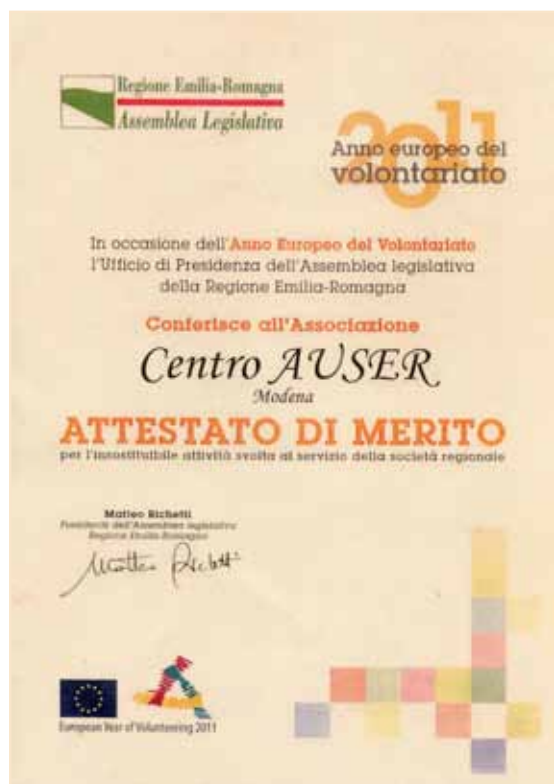 Regione Emilia-Romagna
Assemblea Legislativa
2011
Anno europeo del
volontariato
In occasione dell'Anno Europeo del Volontariato
l'Ufficio di Presidenza dell'Assemblea legislativa
della Regione Emilia-Romagna
Conferisce all'Associazione
Centro AUSER
Modena
ATTESTATO DI MERITO
per l'insostituibile attività svolta al servizio della società regionale
Matteo Richetti
Presidente dell'Assemblea legislativa
Regione Emilia-Romagna
Matteo Richetti
European Year of Volunteering 2011